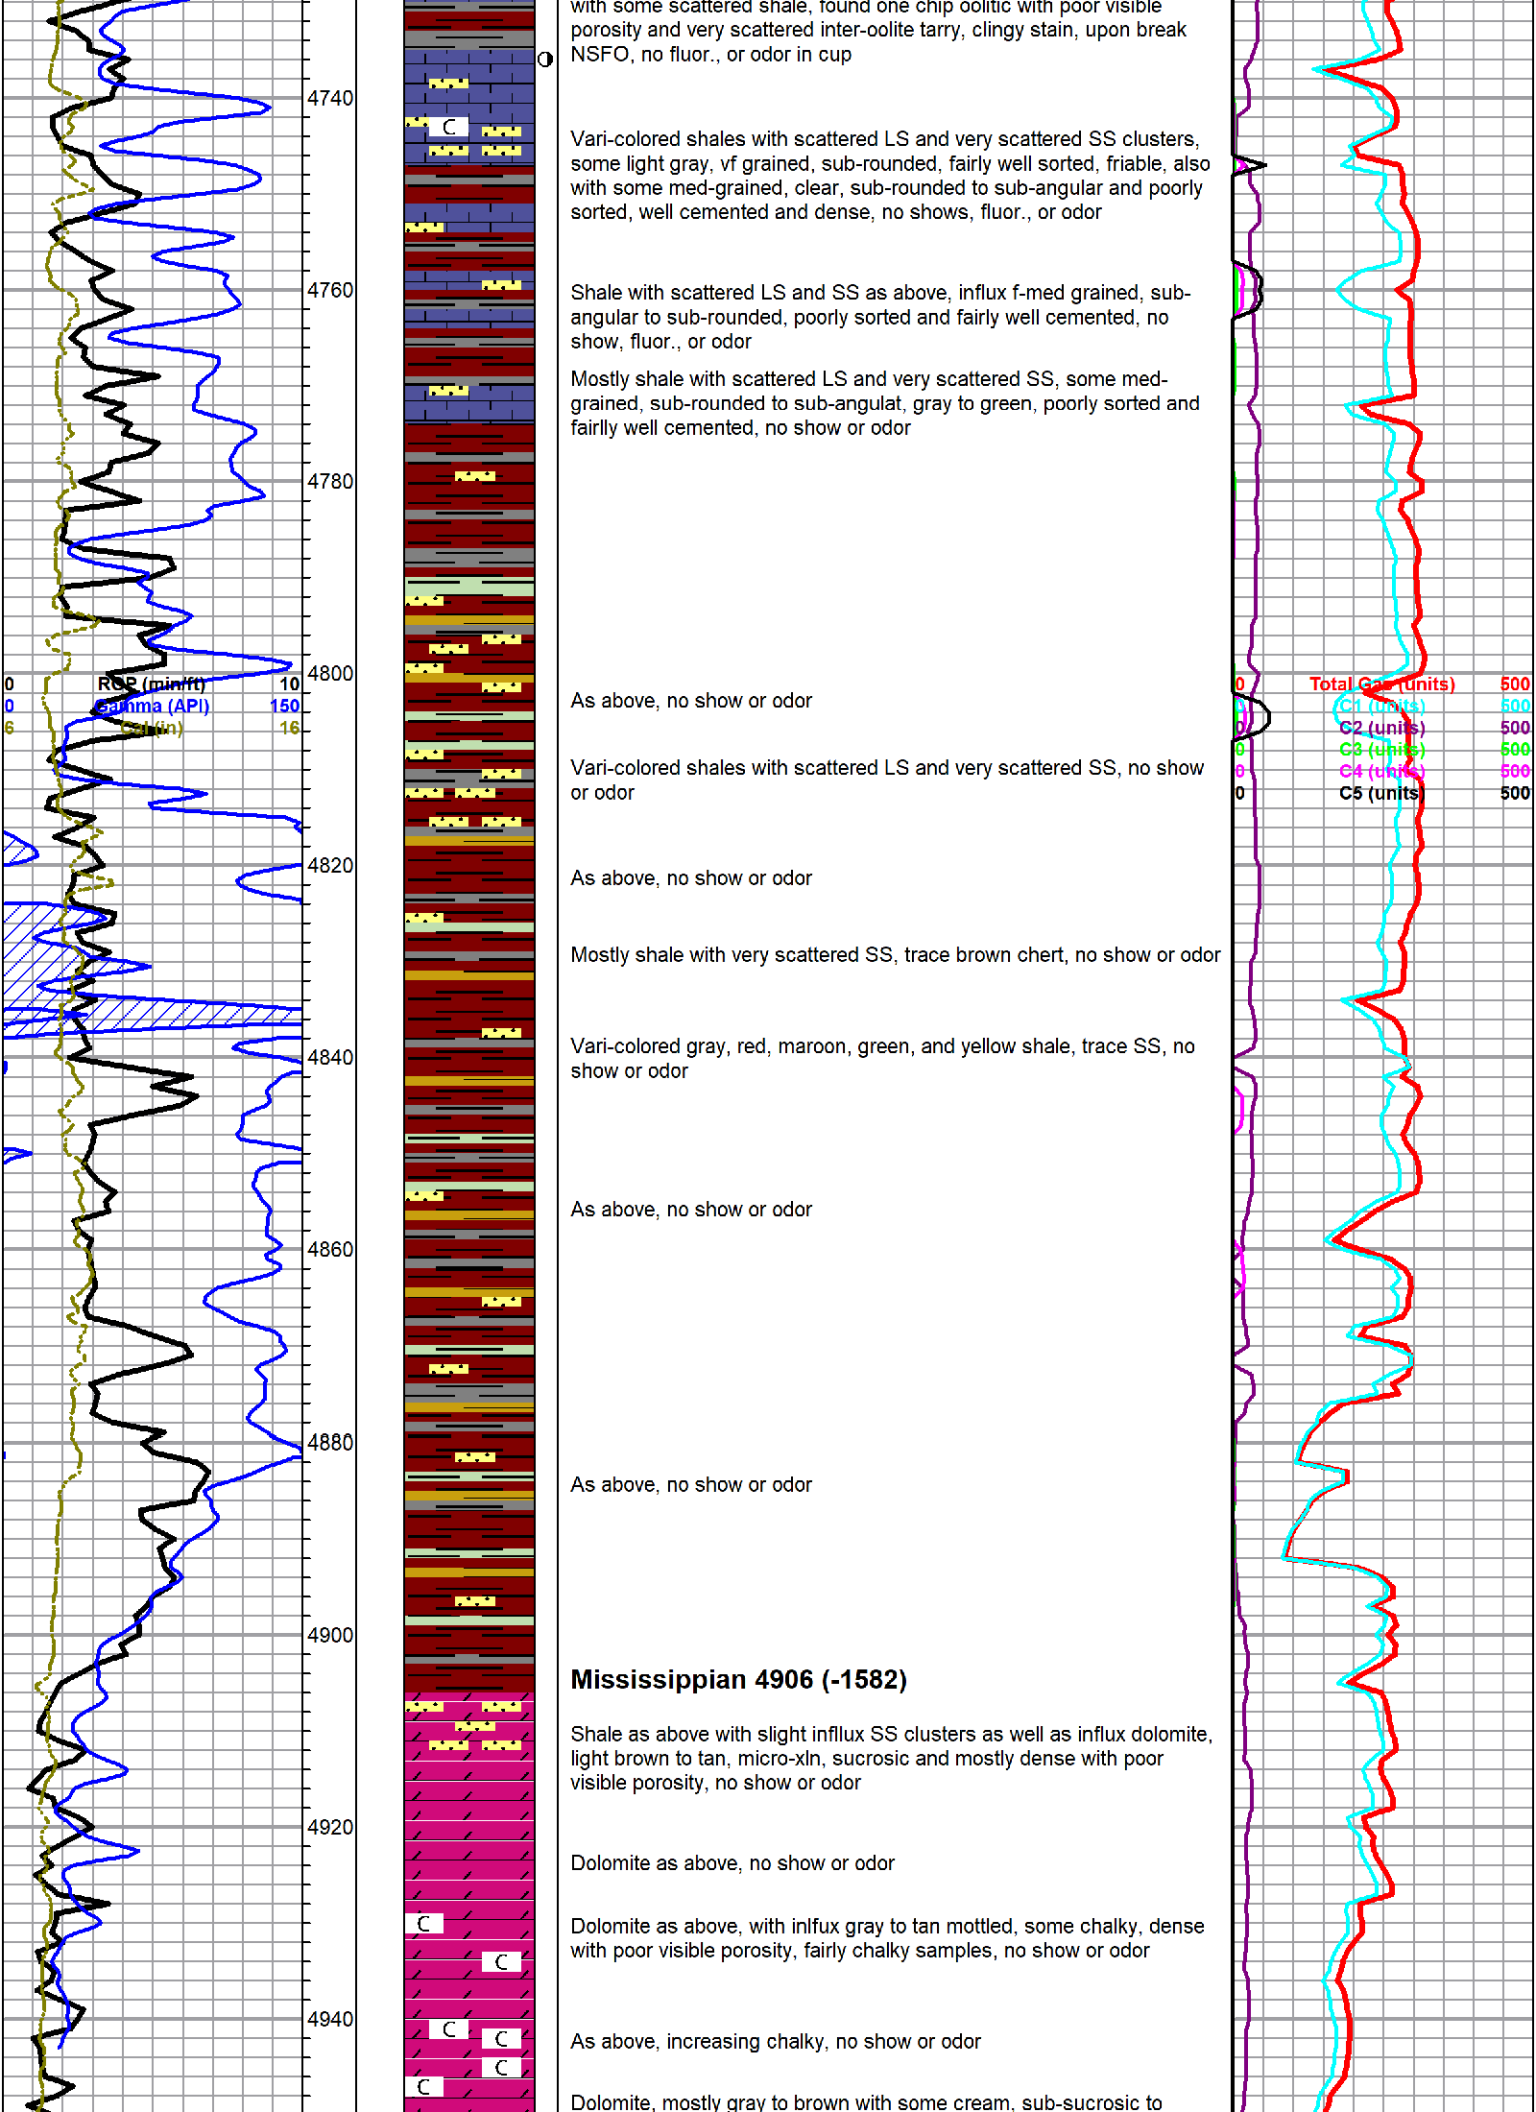 with some scattered shale, found one chip oolitic with poor visible
porosity and very scattered inter-oolite tarry, clingy stain, upon break
NSFO, no fluor., or odor in cup
4740
C
Vari-colored shales with scattered LS and very scattered SS clusters,
some light gray, vf grained, sub-rounded, fairly well sorted, friable, also
with some med-grained, clear, sub-rounded to sub-angular and poorly
sorted, well cemented and dense, no shows, fluor., or odor
4760
Shale with scattered LS and SS as above, influx f-med grained, sub-
angular to sub-rounded, poorly sorted and fairly well cemented, no
show, fluor., or odor
Mostly shale with scattered LS and very scattered SS, some med-
grained, sub-rounded to sub-angulat, gray to green, poorly sorted and
fairlly well cemented, no show or odor
4780
4800
0 ROP (min/ft) 10
0 Gamma (API) 150
6 Cal (in) 16
As above, no show or odor
0 Total Gas (units) 500
C1 (units) 500
0 C2 (units) 500
0 C3 (units) 500
0 C4 (units) 500
0 C5 (units) 500
Vari-colored shales with scattered LS and very scattered SS, no show
or odor
4820
As above, no show or odor
Mostly shale with very scattered SS, trace brown chert, no show or odor
4840
Vari-colored gray, red, maroon, green, and yellow shale, trace SS, no
show or odor
As above, no show or odor
4860
4880
As above, no show or odor
4900
Mississippian 4906 (-1582)
Shale as above with slight influx SS clusters as well as influx dolomite,
light brown to tan, micro-xln, sucrosic and mostly dense with poor
visible porosity, no show or odor
4920
Dolomite as above, no show or odor
C
Dolomite as above, with inlfux gray to tan mottled, some chalky, dense
with poor visible porosity, fairly chalky samples, no show or odor
C
4940
C
C
As above, increasing chalky, no show or odor
C
C
Dolomite, mostly gray to brown with some cream, sub-sucrosic to